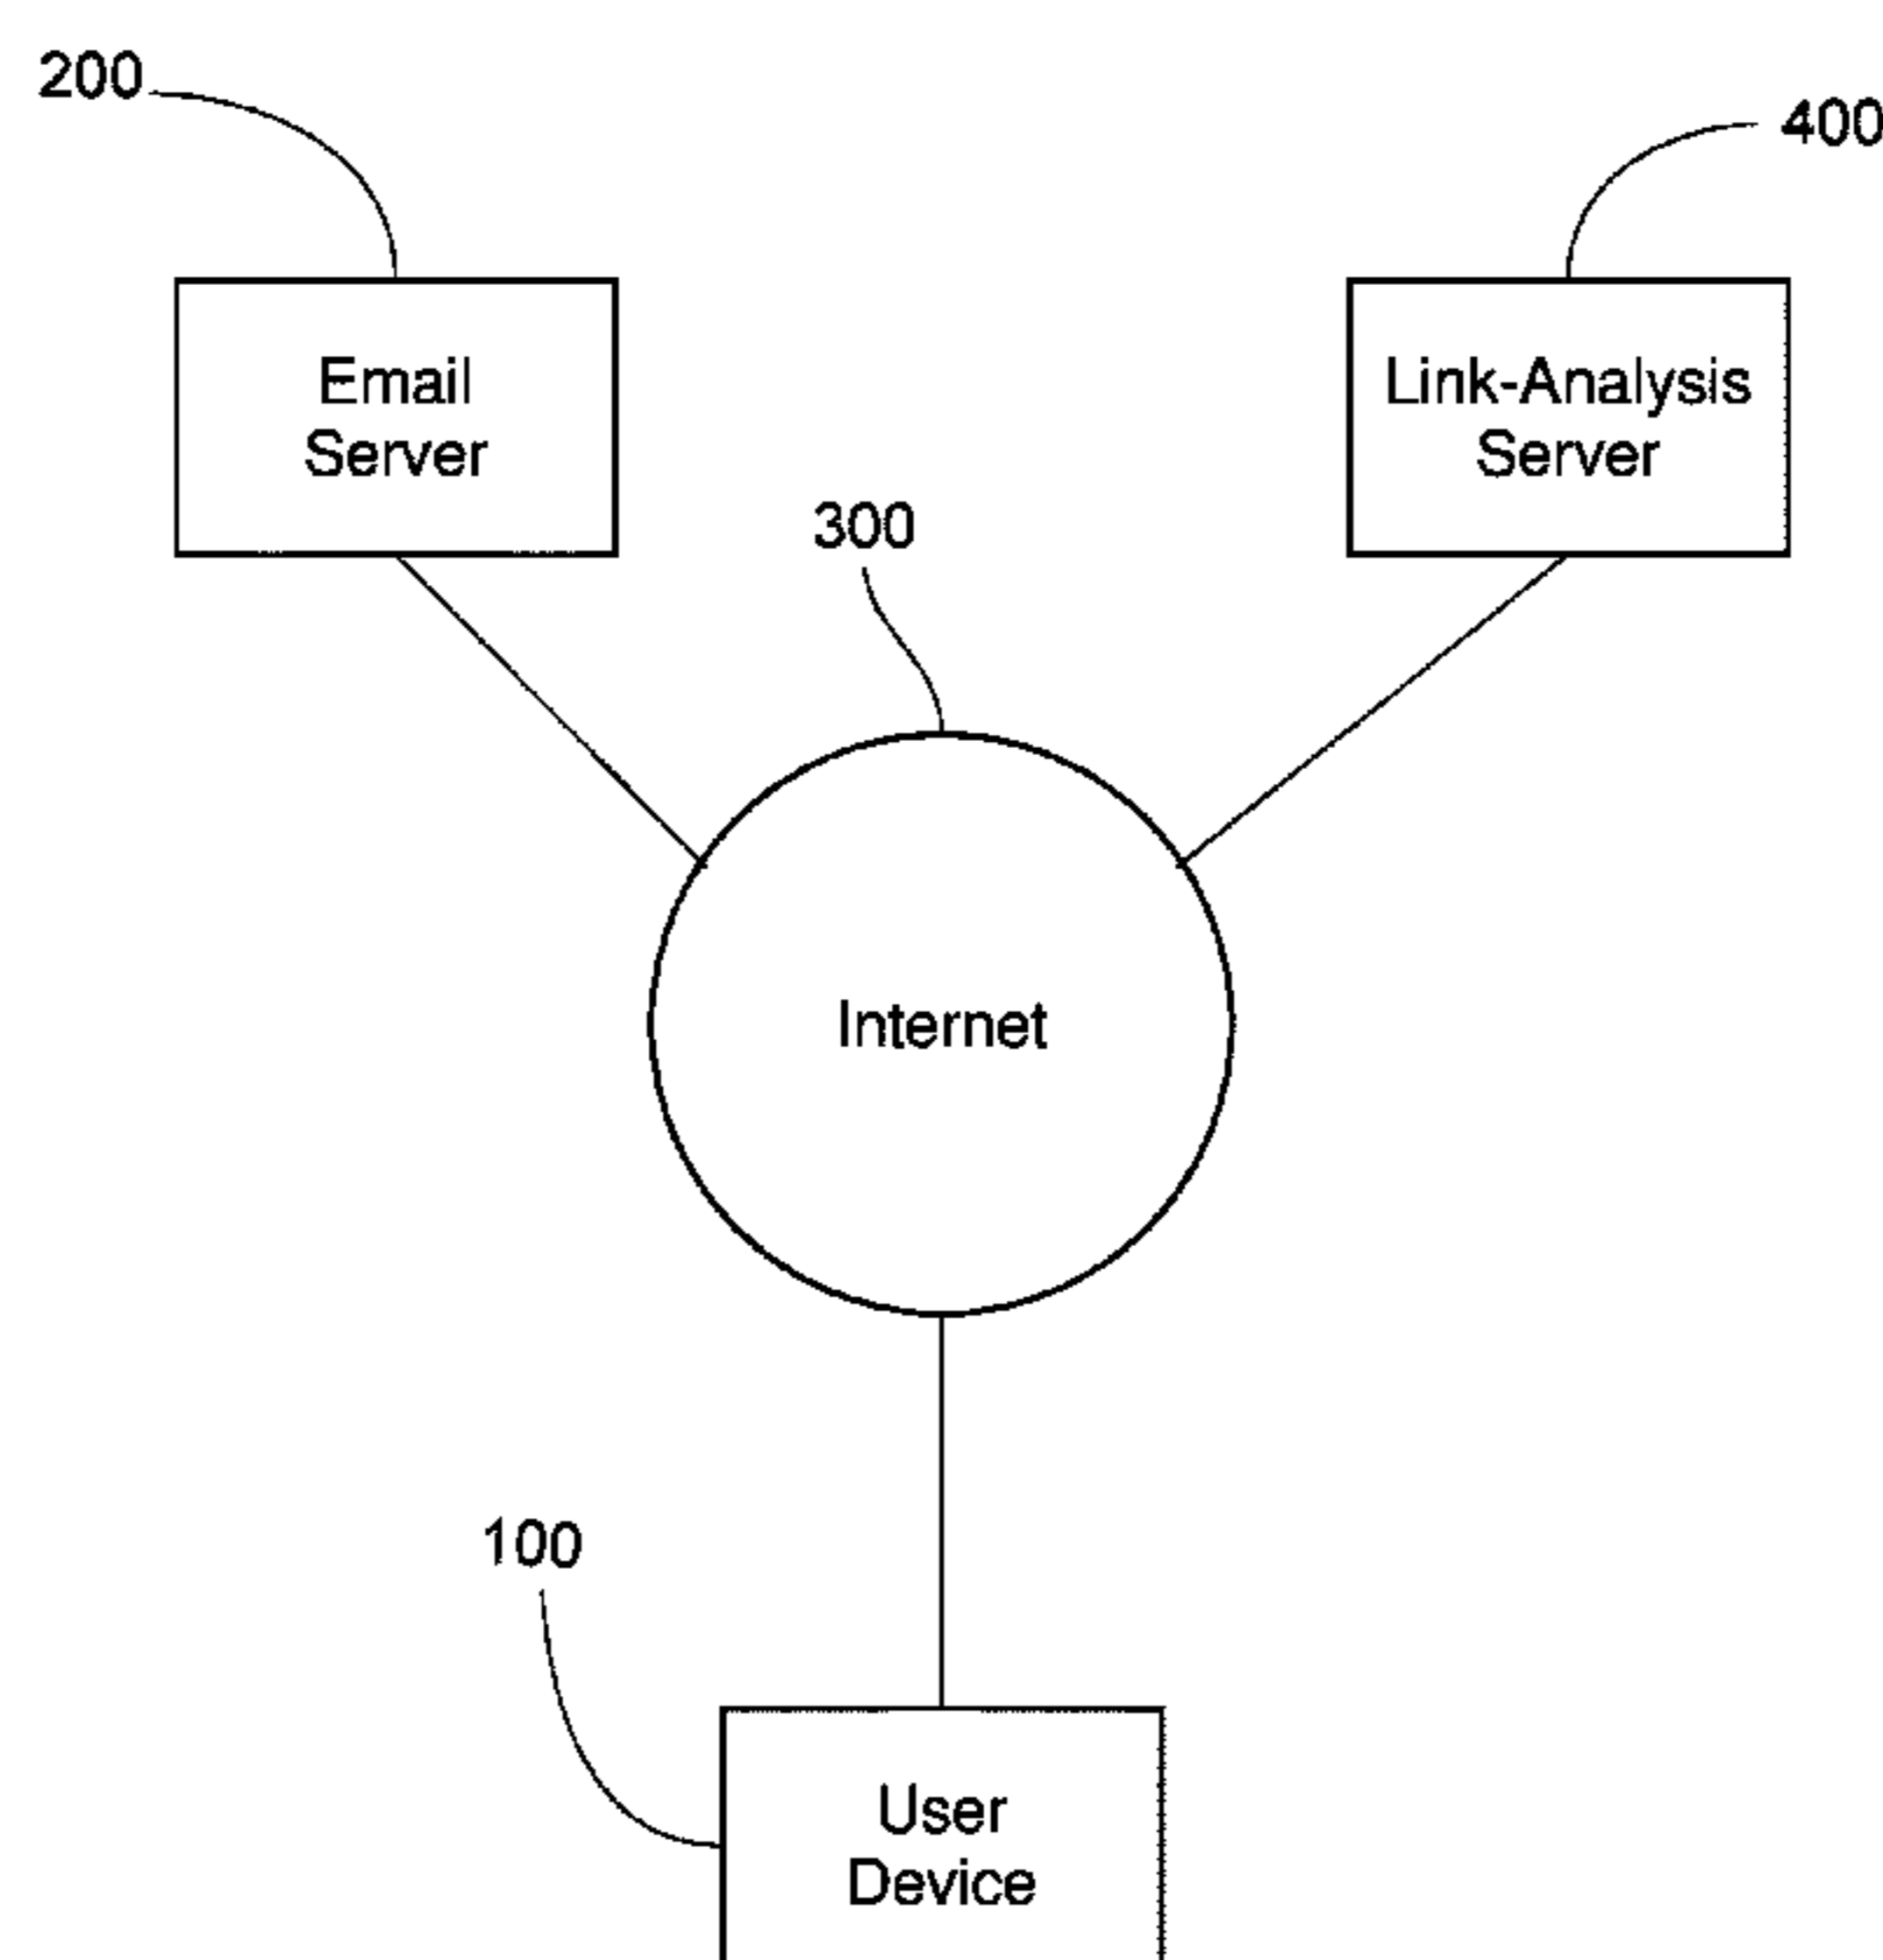 200
400
Email
Server
Link-Analysis
Server
300
Internet
100
User
Device